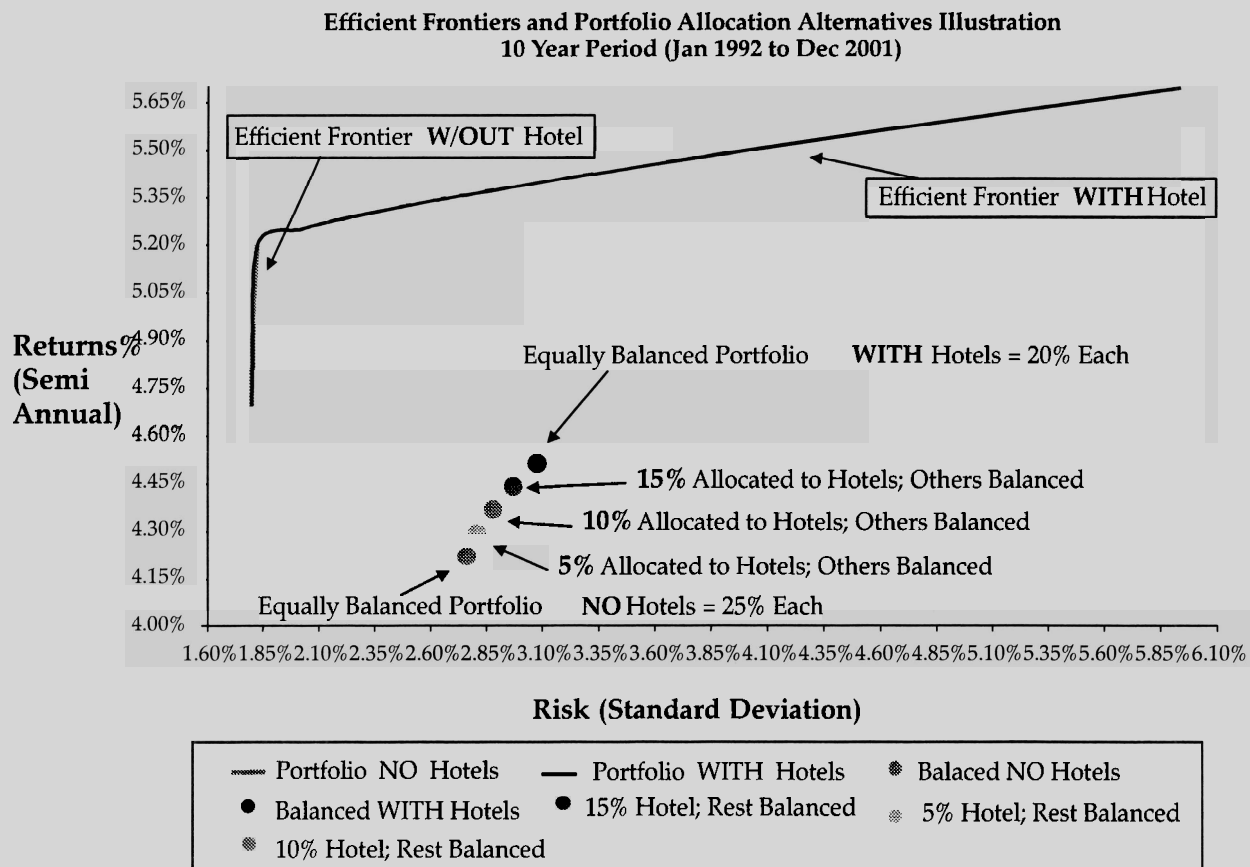 Efficient Frontiers and Portfolio Allocation Alternatives Illustration
10 Year Period (Jan 1992 to Dec 2001)
5.65%
Efficient Frontier W/OUT Hotel
5.50%
Efficient Frontier WITH Hotel
5.35%
5.20%
5.05%
Returns%
(Semi
Annual)
4.90%
Equally Balanced Portfolio WITH Hotels = 20% Each
4.75%
4.60%
4.45%
15% Allocated to Hotels; Others Balanced
10% Allocated to Hotels; Others Balanced
4.30%
5% Allocated to Hotels; Others Balanced
4.15%
Equally Balanced Portfolio NO Hotels = 25% Each
4.00%
1.60% 1.85% 2.10% 2.35% 2.60% 2.85% 3.10% 3.35% 3.60% 3.85% 4.10% 4.35% 4.60% 4.85% 5.10% 5.35% 5.60% 5.85% 6.10%
Risk (Standard Deviation)
Portfolio NO Hotels Portfolio WITH Hotels Balaced NO Hotels
Balanced WITH Hotels 15% Hotel; Rest Balanced 5% Hotel; Rest Balanced
10% Hotel; Rest Balanced